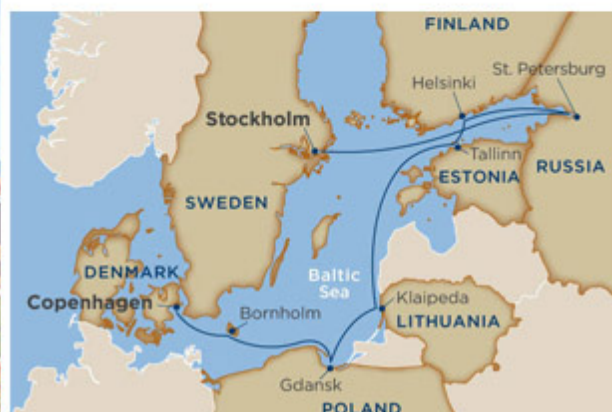 FINLAND
St. Petersburg
Helsinki
Stockholm
Tallinn
ESTONIA
RUSSIA
SWEDEN
DENMARK
Baltic
Sea
Copenhagen
Klaipeda
Bornholm
LITHUANIA
Gdansk
POLAND